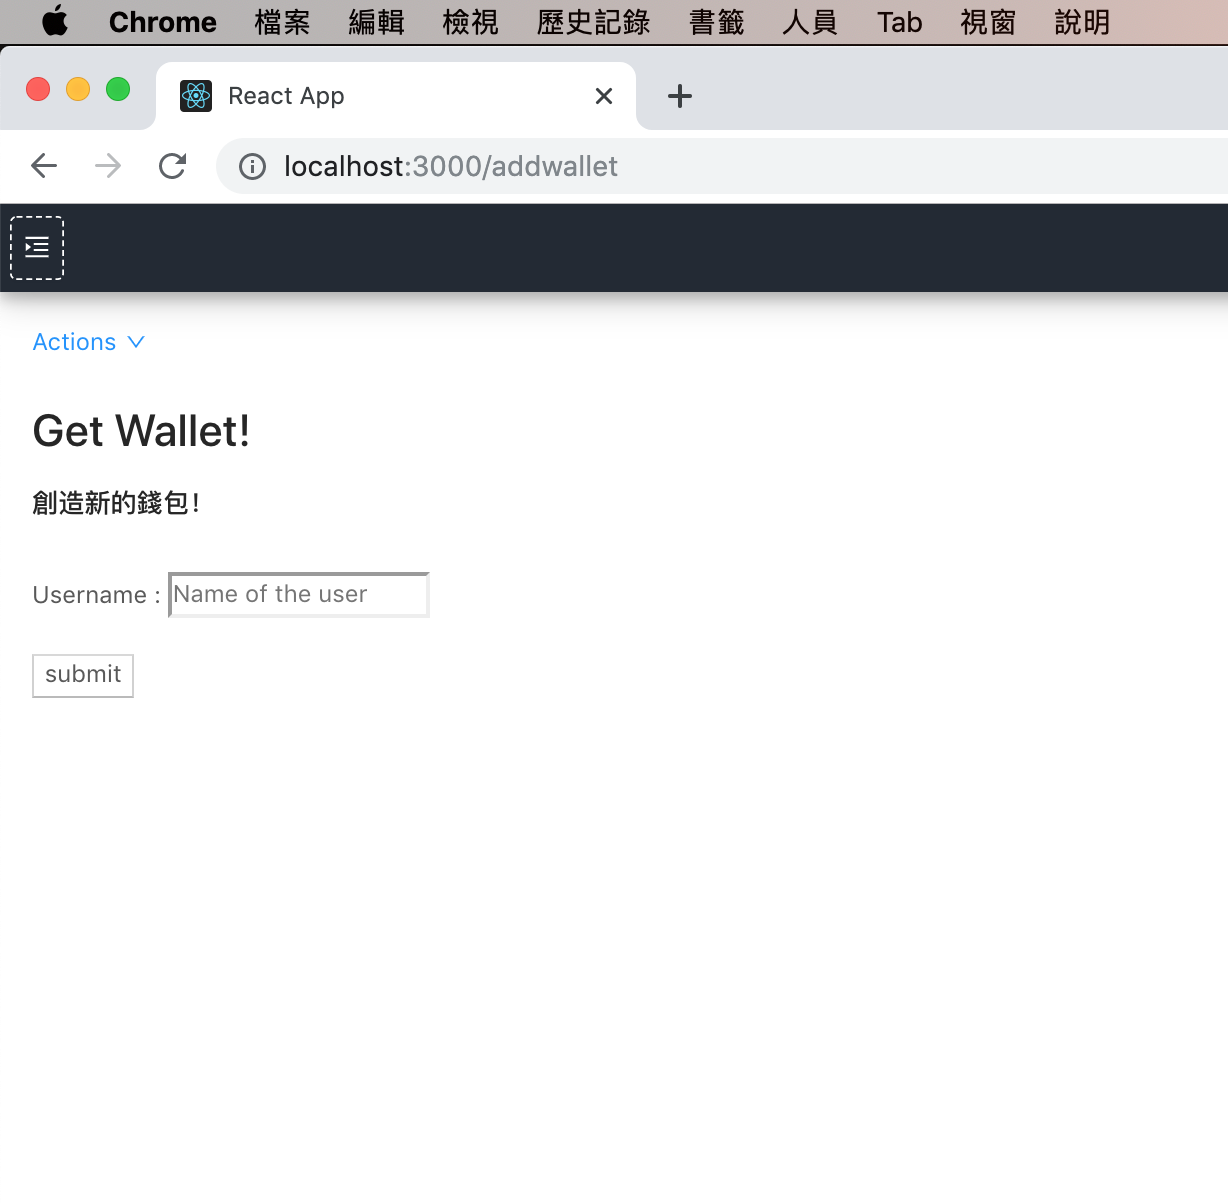 Chrome 檔案 編輯 檢視 歷史記錄 書籤 人員 Tab 視窗 說明
React App
localhost:3000/addwallet
Actions
Get Wallet!
創造新的錢包!
Username : Name of the user
submit